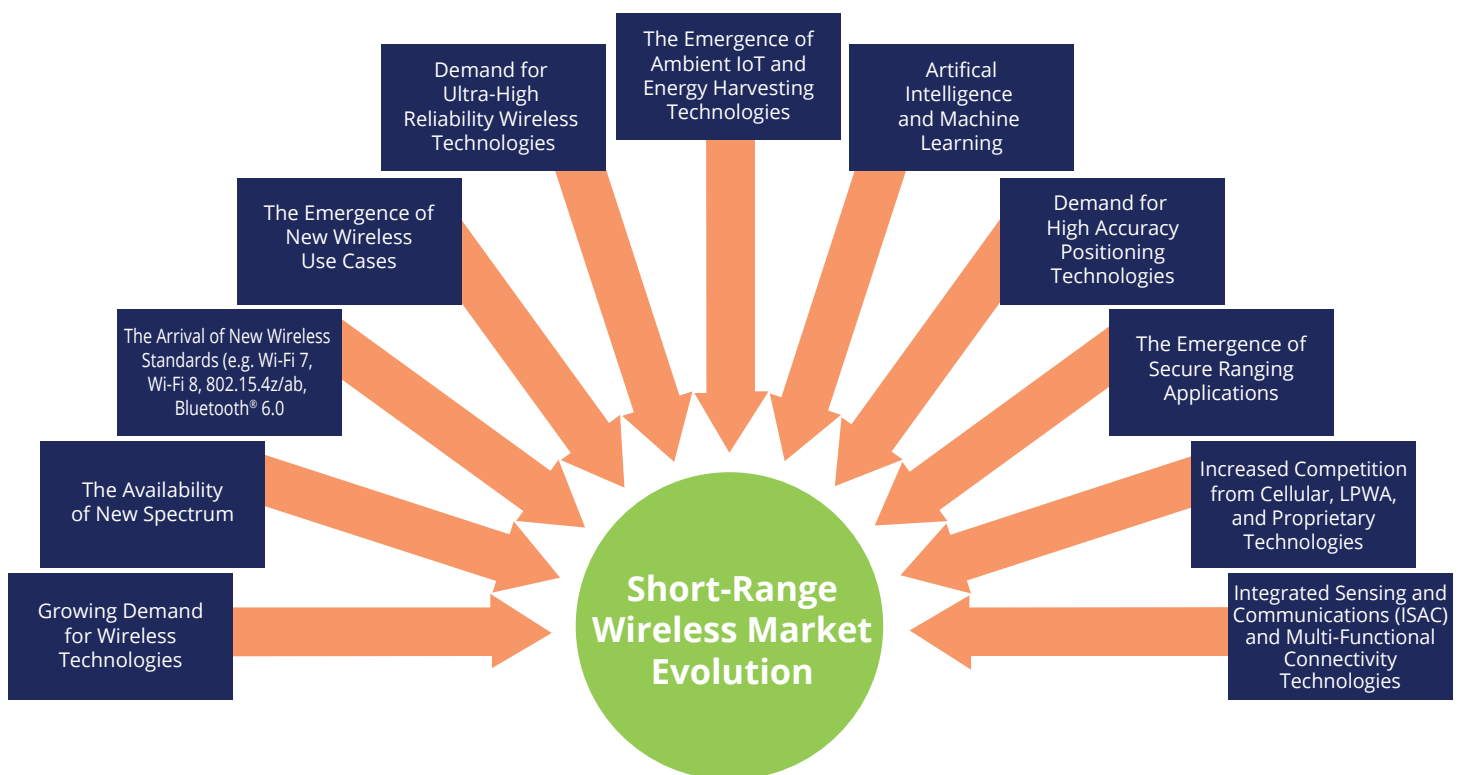 The Emergence of
Ambient IoT and
Energy Harvesting
Technologies
Demand for
Ultra-High
Reliability Wireless
Technologies
Artifical
Intelligence
and Machine
Learning
The Emergence of
New Wireless
Use Cases
Demand for
High Accuracy
Positioning
Technologies
The Arrival of New Wireless
Standards (e.g. Wi-Fi 7,
Wi-Fi 8, 802.15.4z/ab,
Bluetooth® 6.0
The Emergence of
Secure Ranging
Applications
The Availability
of New Spectrum
Increased Competition
from Cellular, LPWA,
and Proprietary
Technologies
Growing Demand
for Wireless
Technologies
Integrated Sensing and
Communications (ISAC)
and Multi-Functional
Connectivity
Technologies
Short-Range
Wireless Market
Evolution